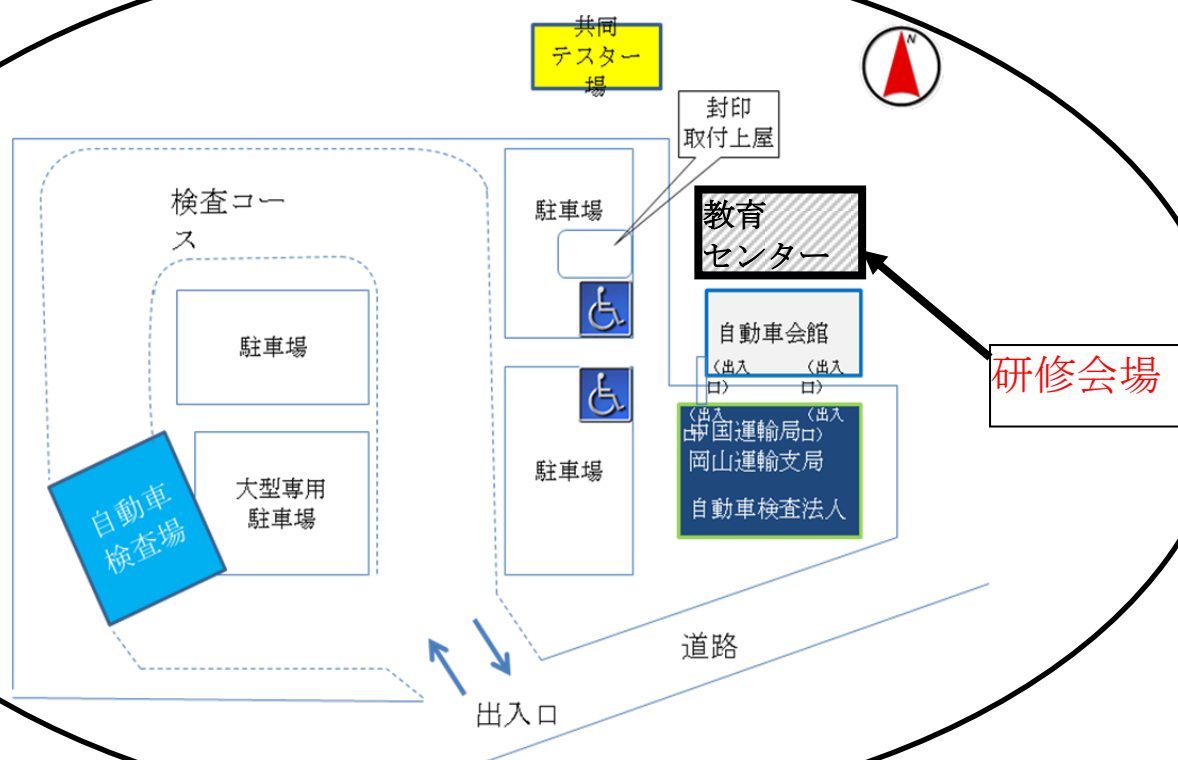 共同
テスター
場
N
封印
取付上屋
検査コー
ス
駐車場
教育
センター
自動車会館
（出入
口）
（出入
口）
研修会場
駐車場
（出入
口）
（出入
口）
中国運輸局
岡山運輸支局
自動車検査法人
駐車場
大型専用
駐車場
自動車
検査場
道路
出入口